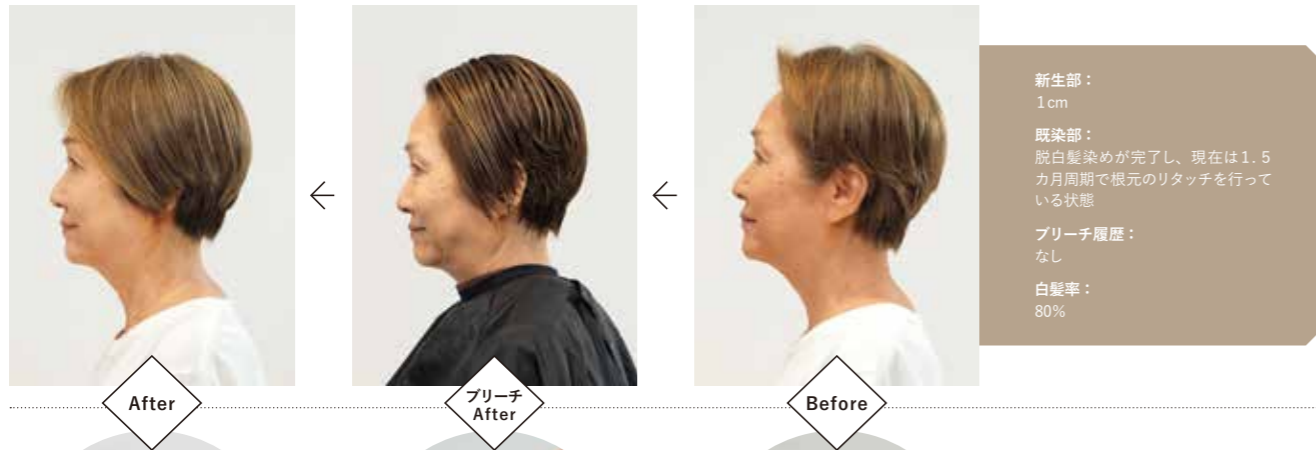 新生部：
1cm
既染部：
脱白髪染めが完了し、現在は1.5
カ月周期で根元のリタッチを行って
いる状態
ブリーチ履歴：
なし
白髪率：
80%
Before
ブリーチ
After
After